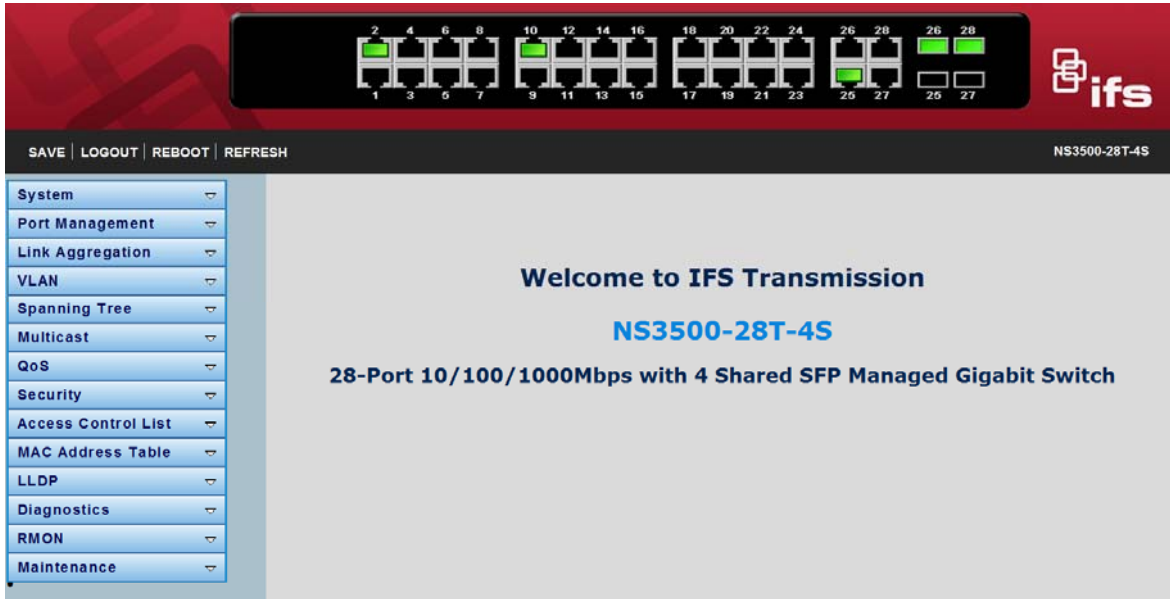 2 4 6 8 10 12 14 16 18 20 22 24 26 28 26 28
1 3 5 7 9 11 13 15 17 19 21 23 25 27 25 27
ifs
SAVE | LOGOUT | REBOOT | REFRESH
NS3500-28T-4S
System
Port Management
Link Aggregation
VLAN
Spanning Tree
Multicast
QoS
Security
Access Control List
MAC Address Table
LLDP
Diagnostics
RMON
Maintenance
Welcome to IFS Transmission
NS3500-28T-4S
28-Port 10/100/1000Mbps with 4 Shared SFP Managed Gigabit Switch